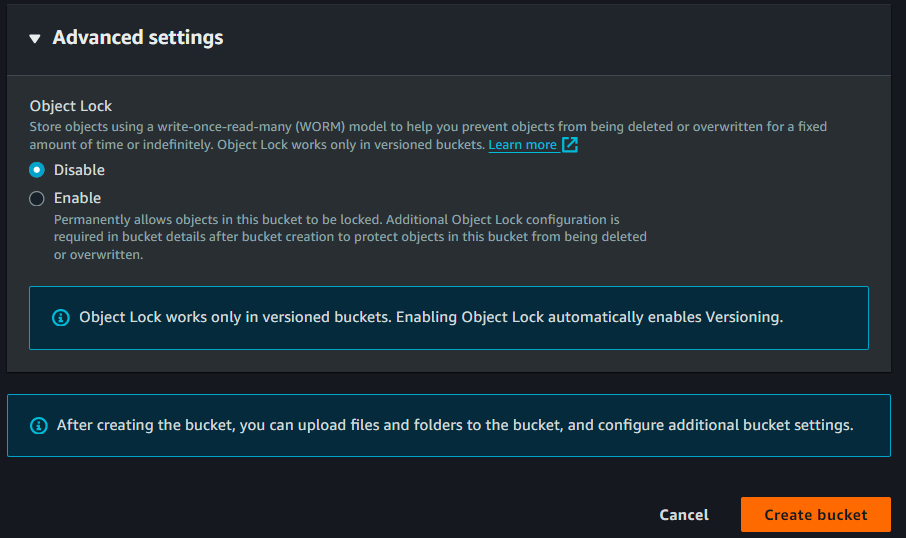 Advanced settings
Object Lock
Store objects using a write-once-read-many (WORM) model to help you prevent objects from being deleted or overwritten for a fixed
amount of time or indefinitely. Object Lock works only in versioned buckets. Learn more
Disable
Enable
Permanently allows objects in this bucket to be locked. Additional Object Lock configuration is
required in bucket details after bucket creation to protect objects in this bucket from being deleted
or overwritten.
Object Lock works only in versioned buckets. Enabling Object Lock automatically enables Versioning.
After creating the bucket, you can upload files and folders to the bucket, and configure additional bucket settings.
Cancel Create bucket